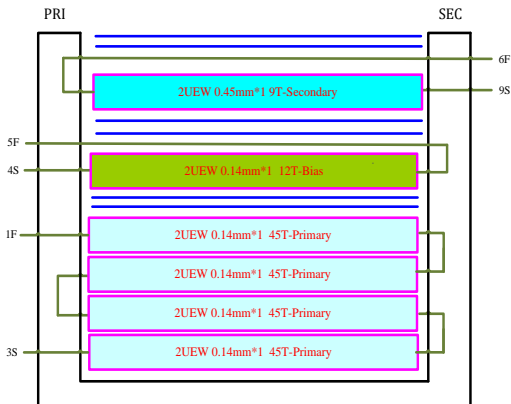 PRI SEC
6F
2UEW 0.45mm*1 9T-Secondary 9S
5F
4S 2UEW 0.14mm*1 12T-Bias
1F 2UEW 0.14mm*1 45T-Primary
2UEW 0.14mm*1 45T-Primary
2UEW 0.14mm*1 45T-Primary
3S 2UEW 0.14mm*1 45T-Primary